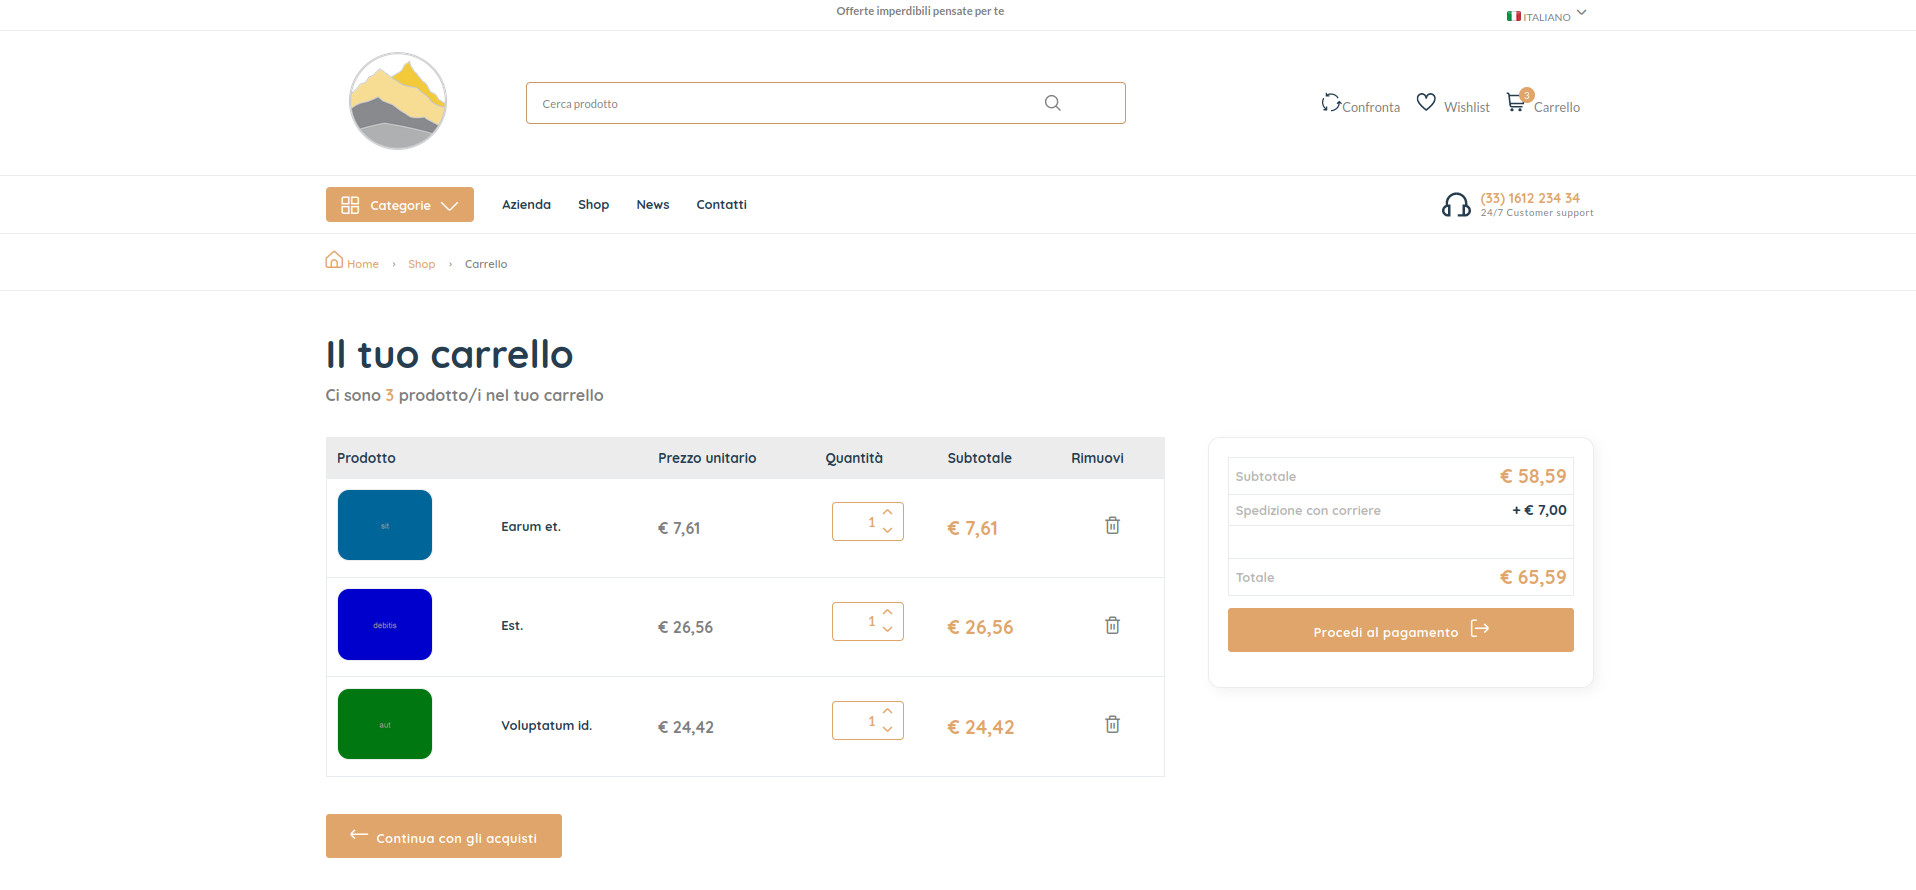 Offerte imperdibili pensate per te
ITALIANO
Cerca prodotto
Confronta
Wishlist
3
Carrello
Categorie
Azienda
Shop
News
Contatti
(33) 1612 234 34
24/7 Customer support
Home › Shop › Carrello
Il tuo carrello
Ci sono 3 prodotto/i nel tuo carrello
Prodotto Prezzo unitario Quantità Subtotale Rimuovi
sit Earum et. € 7,61 1 € 7,61
debitis Est. € 26,56 1 € 26,56
aut Voluptatum id. € 24,42 1 € 24,42
Subtotale € 58,59
Spedizione con corriere + € 7,00
Totale € 65,59
Procedi al pagamento
Continua con gli acquisti